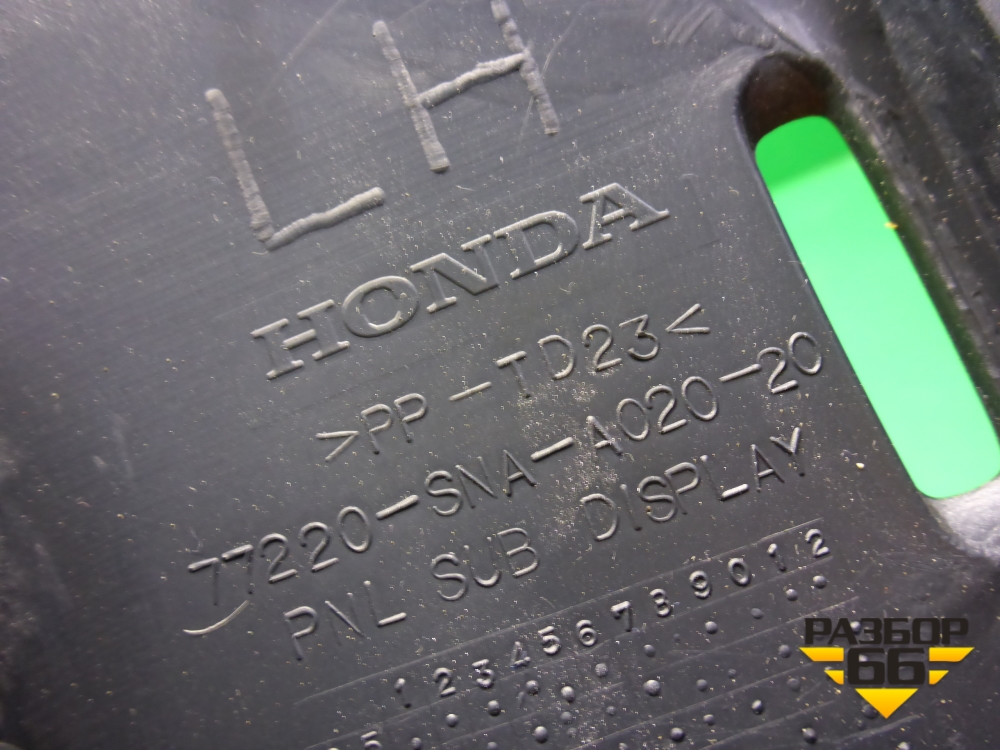 LH
HONDA
>PP-TD23<
77220-SNA-A020-20
PNL SUB DISPLAY
1 2 3 4 5 6 7 8 9 0 1 2
5
РАЗБОР
66